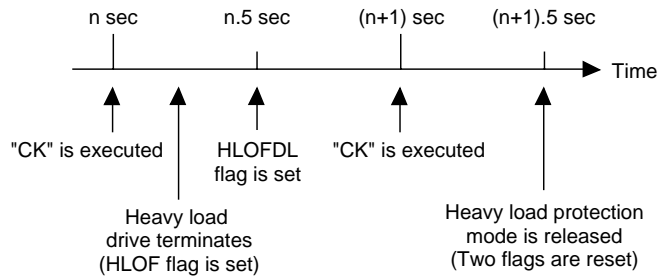 n sec
n.5 sec
(n+1) sec
(n+1).5 sec
Time
"CK" is executed
HLOFDL
flag is set
"CK" is executed
Heavy load
drive terminates
(HLOF flag is set)
Heavy load protection
mode is released
(Two flags are reset)